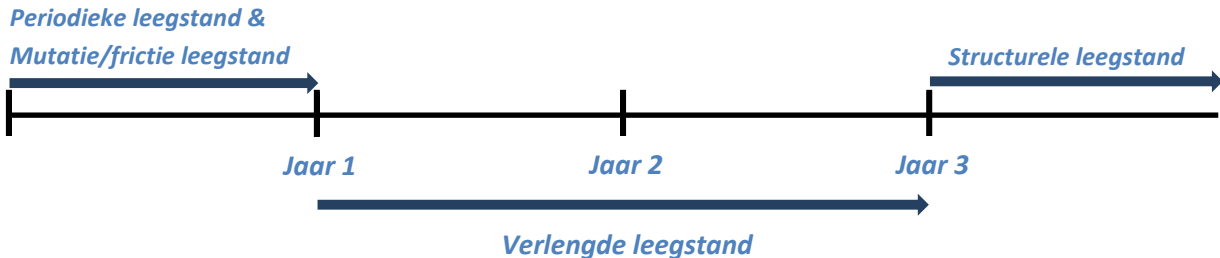 Periodieke leegstand &
Mutatie/frictie leegstand
Structurele leegstand
Jaar 1
Jaar 2
Jaar 3
Verlengde leegstand